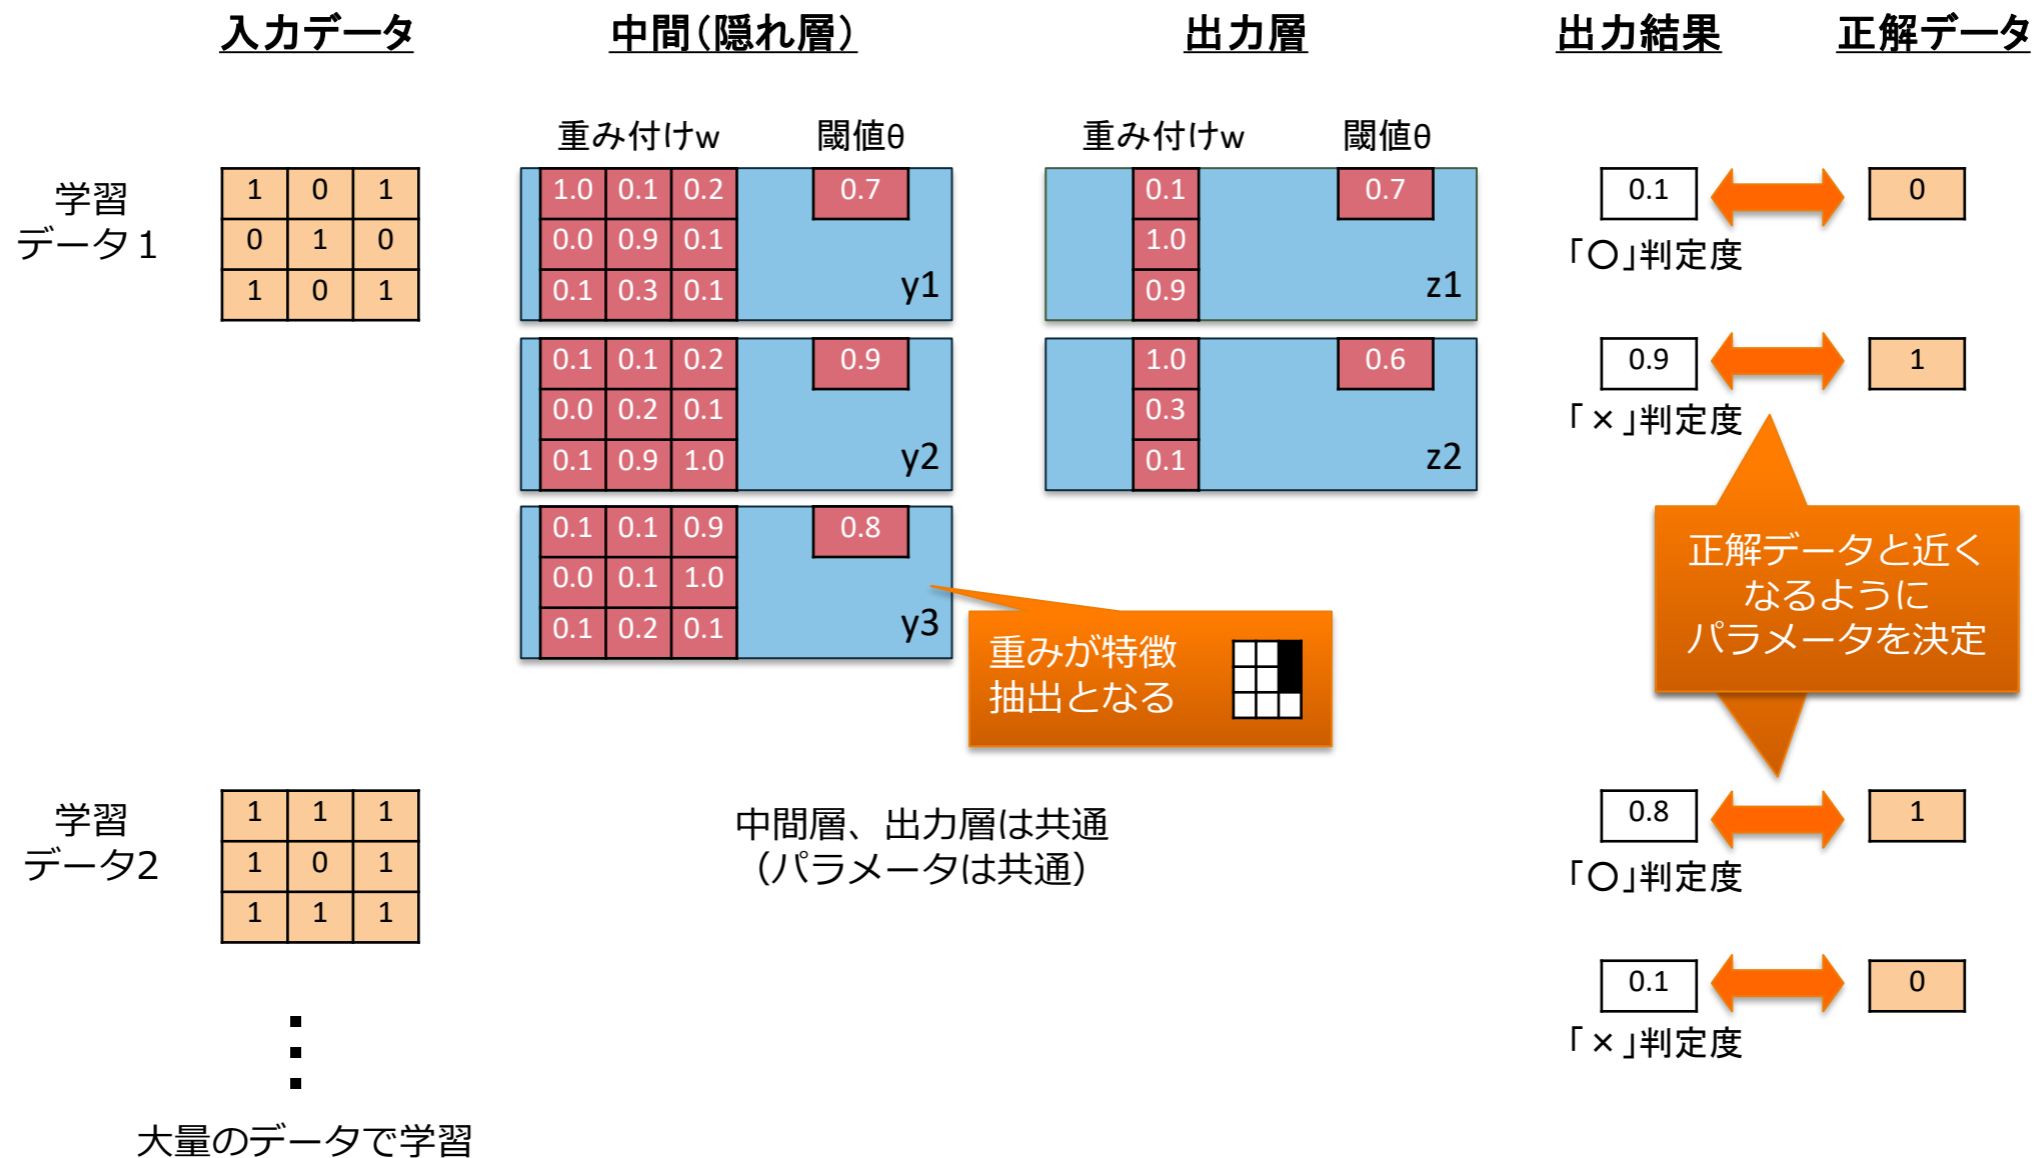 入力データ 中間（隠れ層） 出力層 出力結果 正解データ
重み付けw 閾値θ 重み付けw 閾値θ
学習
データ１
1 0 1
0 1 0
1 0 1
1.0 0.1 0.2 0.7
0.0 0.9 0.1
0.1 0.3 0.1 y1
0.1 0.1 0.2 0.9
0.0 0.2 0.1
0.1 0.9 1.0 y2
0.1 0.1 0.9 0.8
0.0 0.1 1.0
0.1 0.2 0.1 y3
0.1 0.7
1.0
0.9 z1
1.0 0.6
0.3
0.1 z2
0.1 0
「〇」判定度
0.9 1
「×」判定度
重みが特徴
抽出となる
正解データと近く
なるように
パラメータを決定
学習
データ2
1 1 1
1 0 1
1 1 1
中間層、出力層は共通
（パラメータは共通）
0.8 1
「〇」判定度
0.1 0
「×」判定度
大量のデータで学習